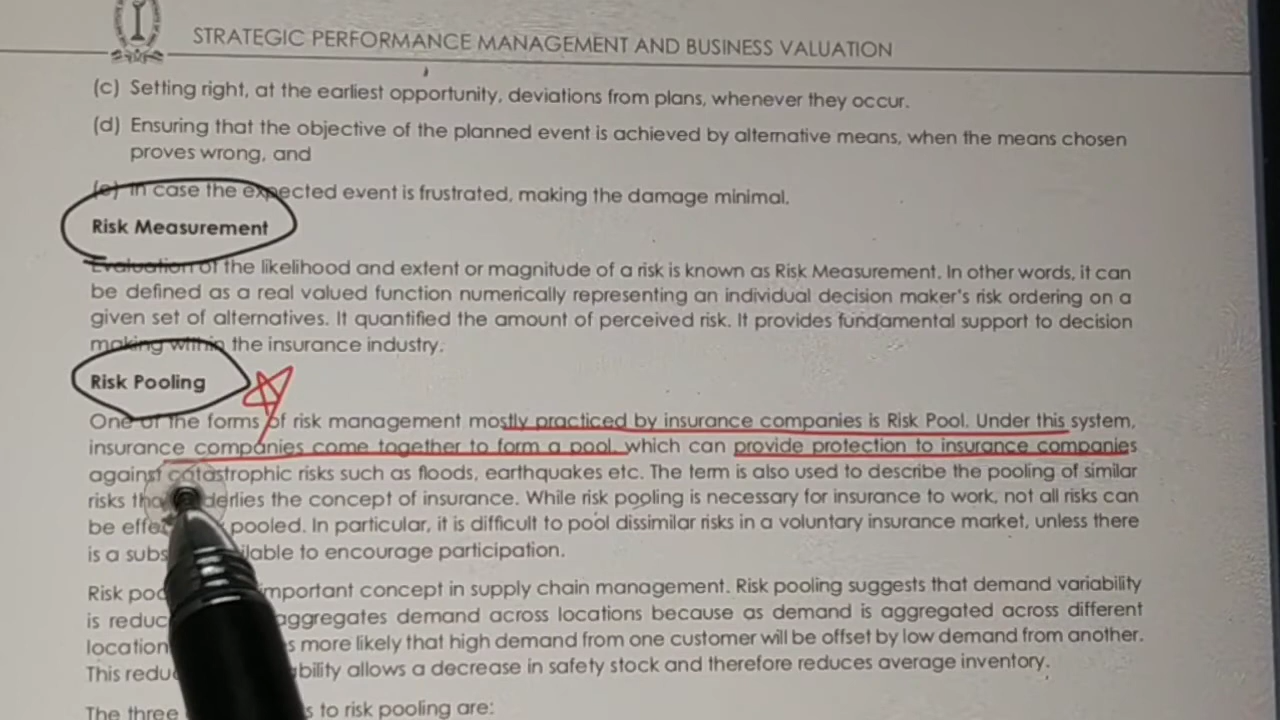 STRATEGIC PERFORMANCE MANAGEMENT AND BUSINESS VALUATION
(c) Setting right, at the earliest opportunity, deviations from plans, whenever they occur.
(d) Ensuring that the objective of the planned event is achieved by alternative means, when the means chosen
proves wrong, and
(e) In case the expected event is frustrated, making the damage minimal.
Risk Measurement
Evaluation of the likelihood and extent or magnitude of a risk is known as Risk Measurement. In other words, it can
be defined as a real valued function numerically representing an individual decision maker's risk ordering on a
given set of alternatives. It quantified the amount of perceived risk. It provides fundamental support to decision
making within the insurance industry.
Risk Pooling
One of the forms of risk management mostly practiced by insurance companies is Risk Pool. Under this system,
insurance companies come together to form a pool, which can provide protection to insurance companies
against catastrophic risks such as floods, earthquakes etc. The term is also used to describe the pooling of similar
risks the concept of insurance. While risk pooling is necessary for insurance to work, not all risks can
be pooled. In particular, it is difficult to pool dissimilar risks in a voluntary insurance market, unless there
is a to encourage participation.
Risk important concept in supply chain management. Risk pooling suggests that demand variability
is aggregates demand across locations because as demand is aggregated across different
more likely that high demand from one customer will be offset by low demand from another.
This allows a decrease in safety stock and therefore reduces average inventory.
The three to risk pooling are: